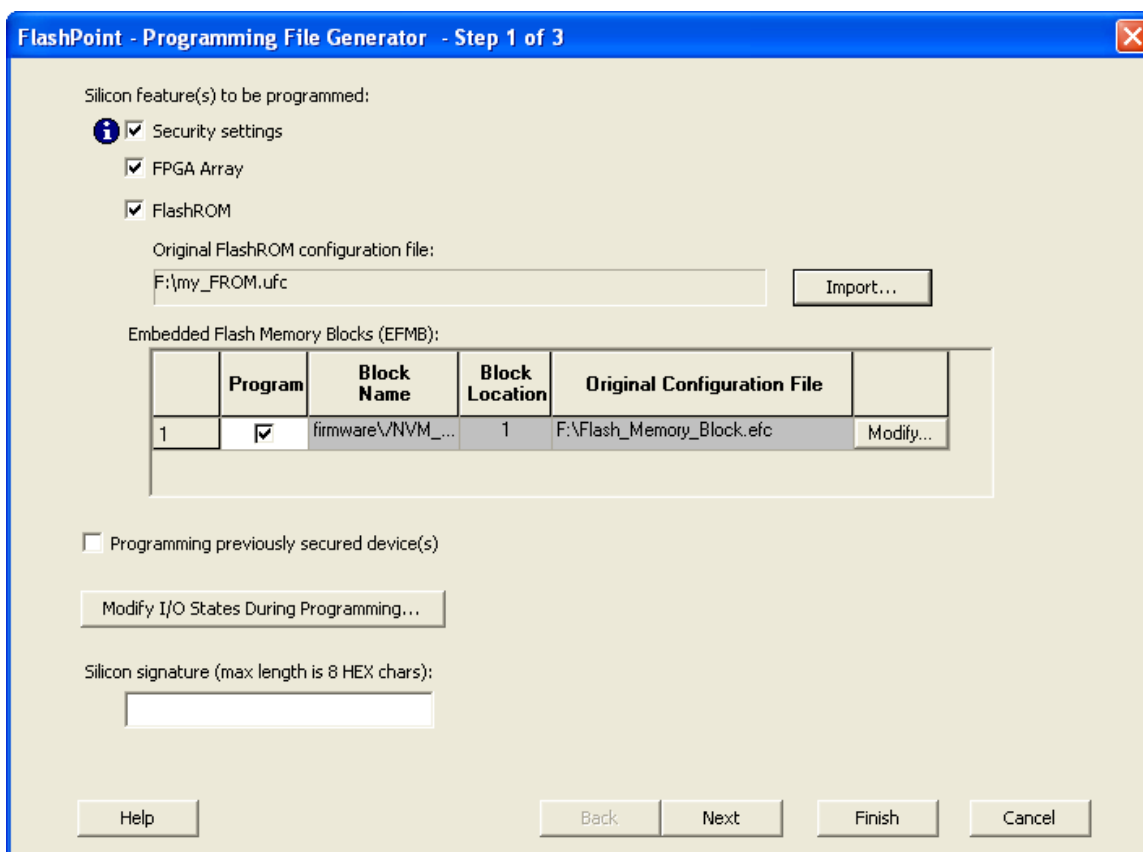 FlashPoint - Programming File Generator - Step 1 of 3
Silicon feature(s) to be programmed:
Security settings
FPGA Array
FlashROM
Original FlashROM configuration file:
F:\my_FROM.ufc
Import...
Embedded Flash Memory Blocks (EFMB):
Program Block Name Block Location Original Configuration File
1 firmware\/NVM_... 1 F:\Flash_Memory_Block.efc Modify...
Programming previously secured device(s)
Modify I/O States During Programming...
Silicon signature (max length is 8 HEX chars):
Help Back Next Finish Cancel